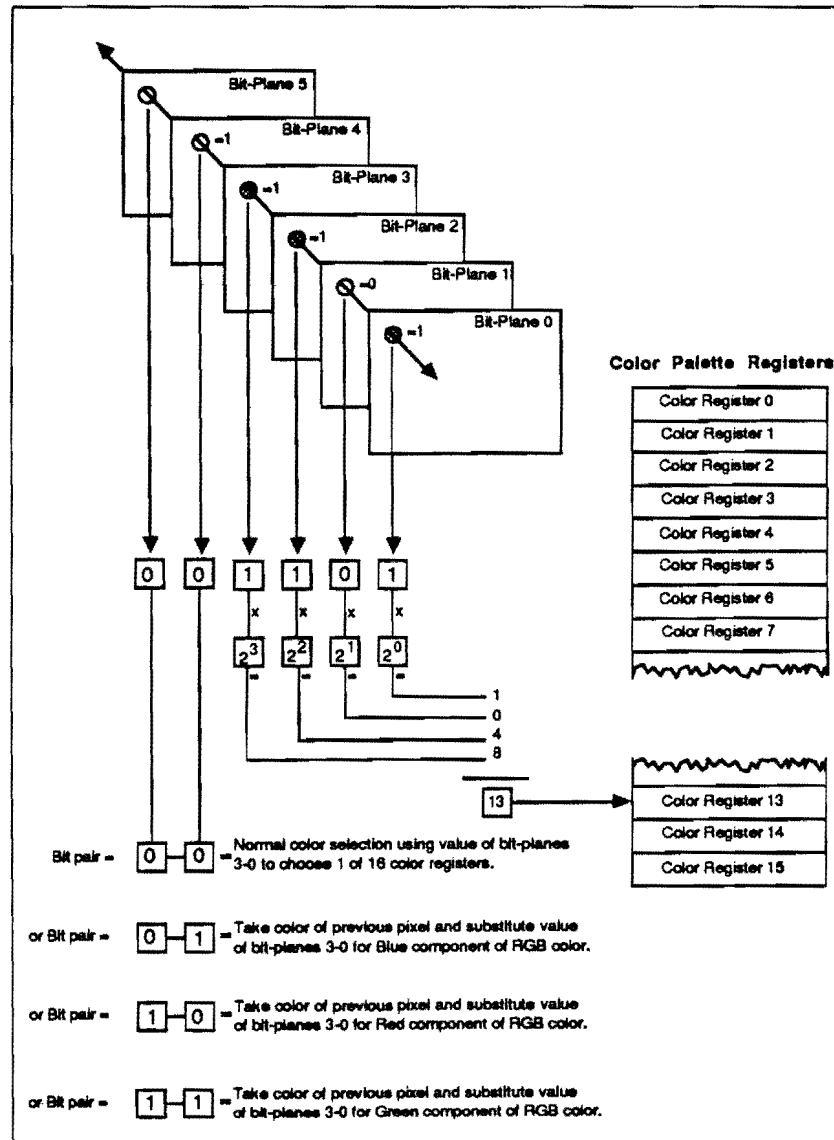 Bit-Plane 5
Bit-Plane 4
=1
Bit-Plane 3
=1
Bit-Plane 2
=1
Bit-Plane 1
=0
Bit-Plane 0
=1
Color Palette Registers
Color Register 0
Color Register 1
Color Register 2
Color Register 3
Color Register 4
Color Register 5
Color Register 6
Color Register 7
0 0 1 1 0 1
x x x x
2^3 2^2 2^1 2^0
= = = =
1
0
4
8
13
Color Register 13
Color Register 14
Color Register 15
Bit pair = 0 0 = Normal color selection using value of bit-planes
3-0 to choose 1 of 16 color registers.
or Bit pair = 0 1 = Take color of previous pixel and substitute value
of bit-planes 3-0 for Blue component of RGB color.
or Bit pair = 1 0 = Take color of previous pixel and substitute value
of bit-planes 3-0 for Red component of RGB color.
or Bit pair = 1 1 = Take color of previous pixel and substitute value
of bit-planes 3-0 for Green component of RGB color.